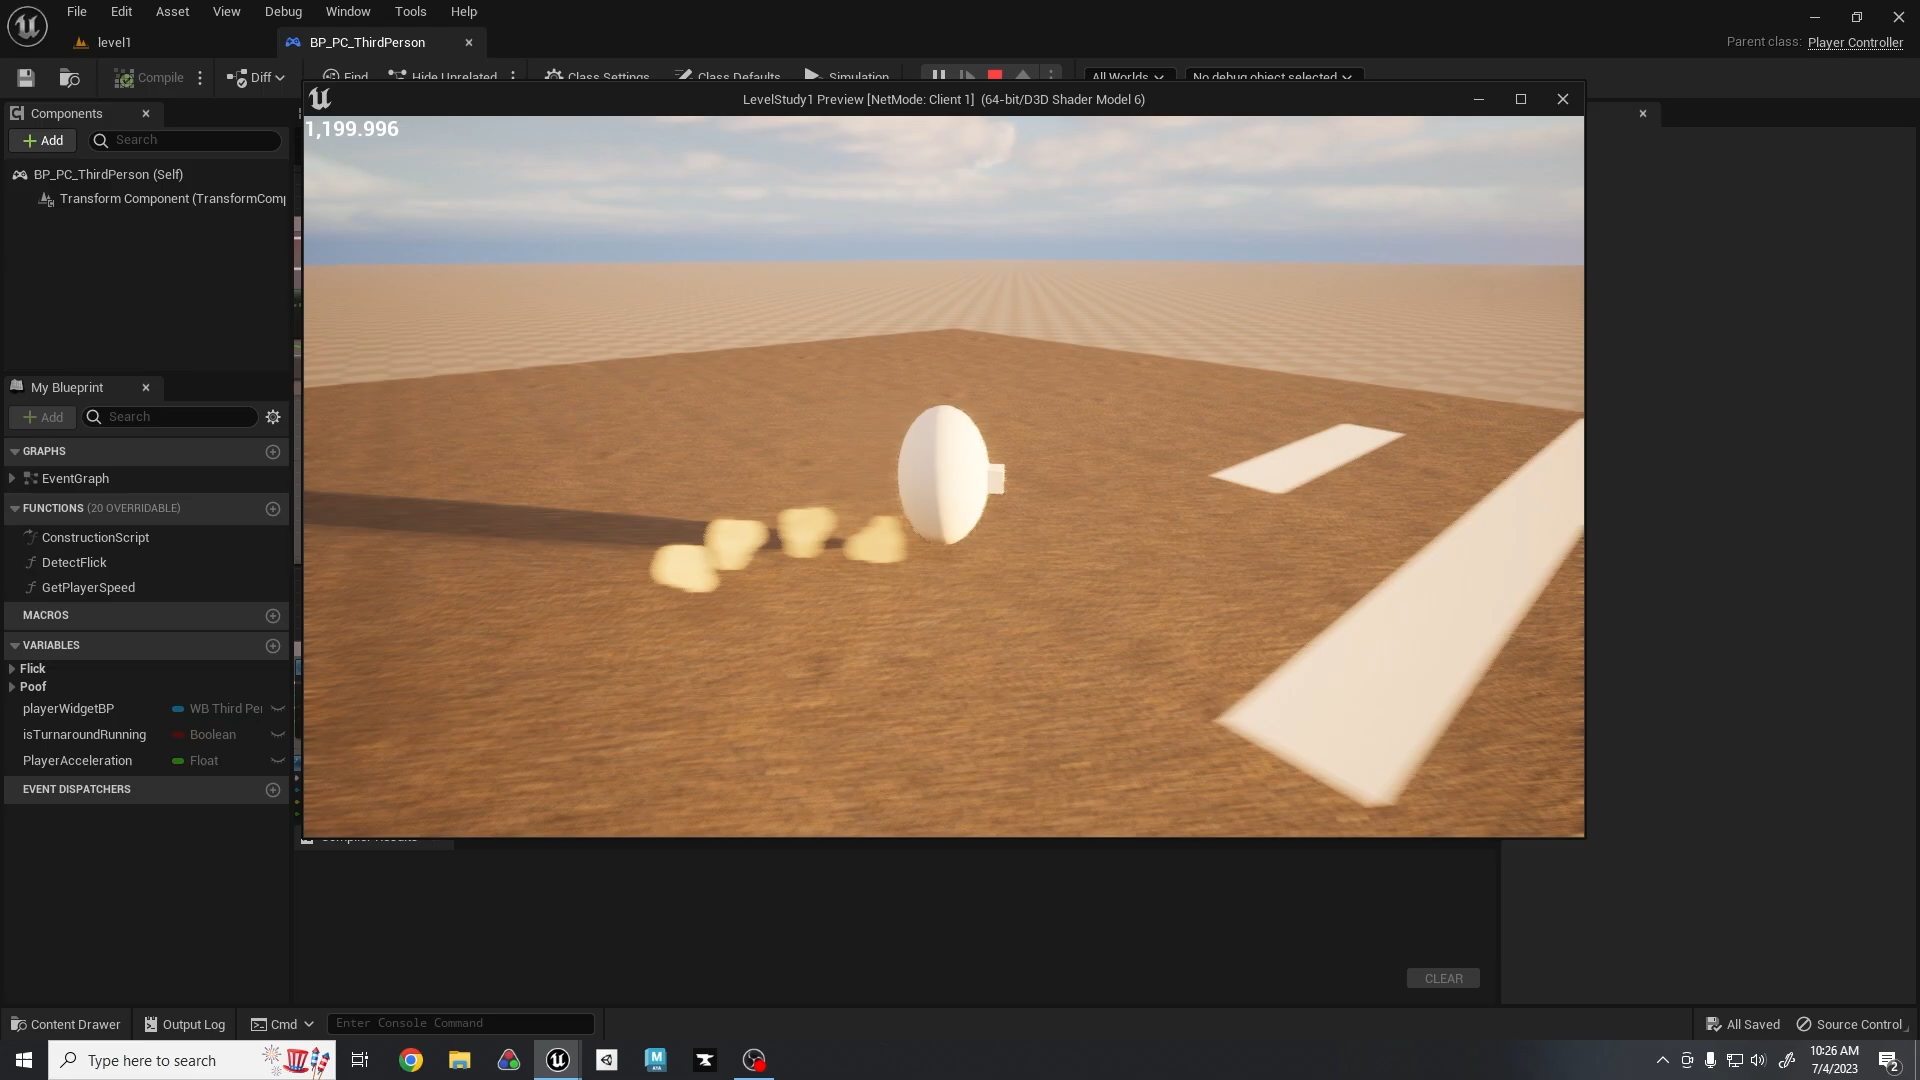 File Edit Asset View Debug Window Tools Help
level1
BP_PC_ThirdPerson
Parent class: Player Controller
Compile
Diff
Find
Hide Unrelated
Class Settings
Class Defaults
Simulation
All Worlds
No debug object selected
Components
Add
Search
BP_PC_ThirdPerson (Self)
Transform Component (TransformComp
LevelStudy1 Preview [NetMode: Client 1] (64-bit/D3D Shader Model 6)
1,199.996
My Blueprint
Add
Search
GRAPHS
EventGraph
FUNCTIONS (20 OVERRIDABLE)
ConstructionScript
DetectFlick
GetPlayerSpeed
MACROS
VARIABLES
Flick
Poof
playerWidgetBP WB Third Per
isTurnaroundRunning Boolean
PlayerAcceleration Float
EVENT DISPATCHERS
Compiler Results
CLEAR
Content Drawer
Output Log
Cmd
Enter Console Command
All Saved
Source Control
Type here to search
10:26 AM
7/4/2023
2